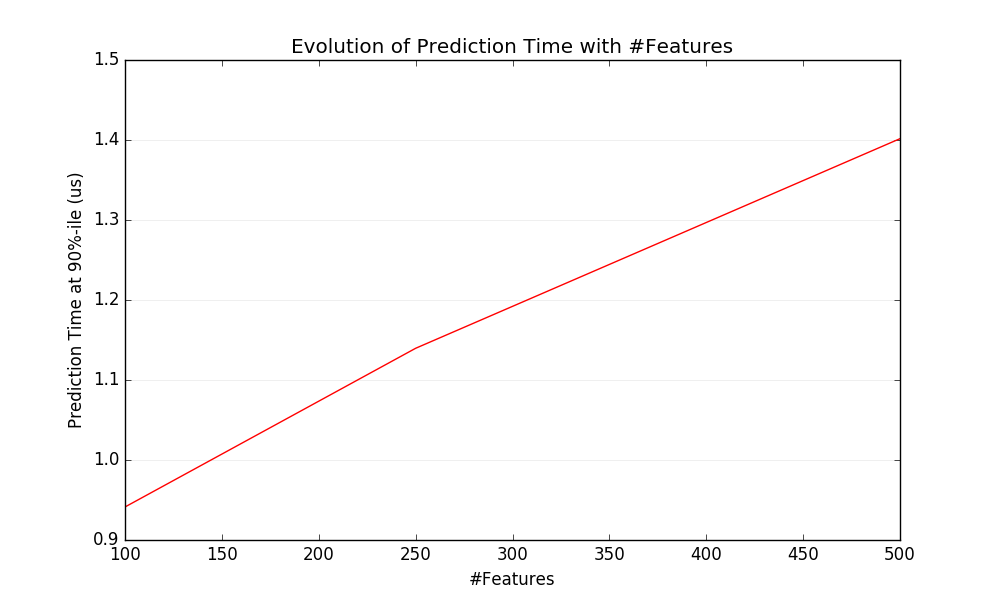 Evolution of Prediction Time with #Features
Prediction Time at 90%-ile (us)
1.5
1.4
1.3
1.2
1.1
1.0
0.9
100 150 200 250 300 350 400 450 500
#Features